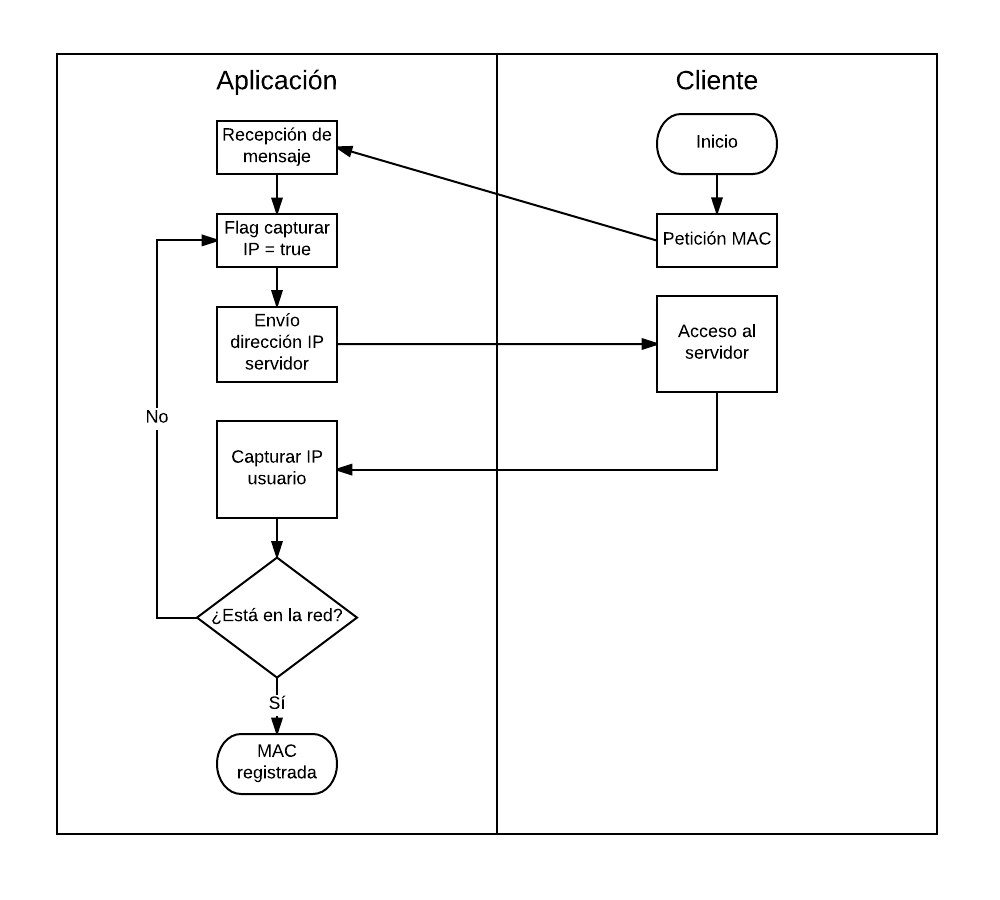 Aplicación
Recepción de
mensaje
Flag capturar
IP = true
Envío
dirección IP
servidor
No
Capturar IP
usuario
¿Está en la red?
Sí
MAC
registrada
Cliente
Inicio
Petición MAC
Acceso al
servidor